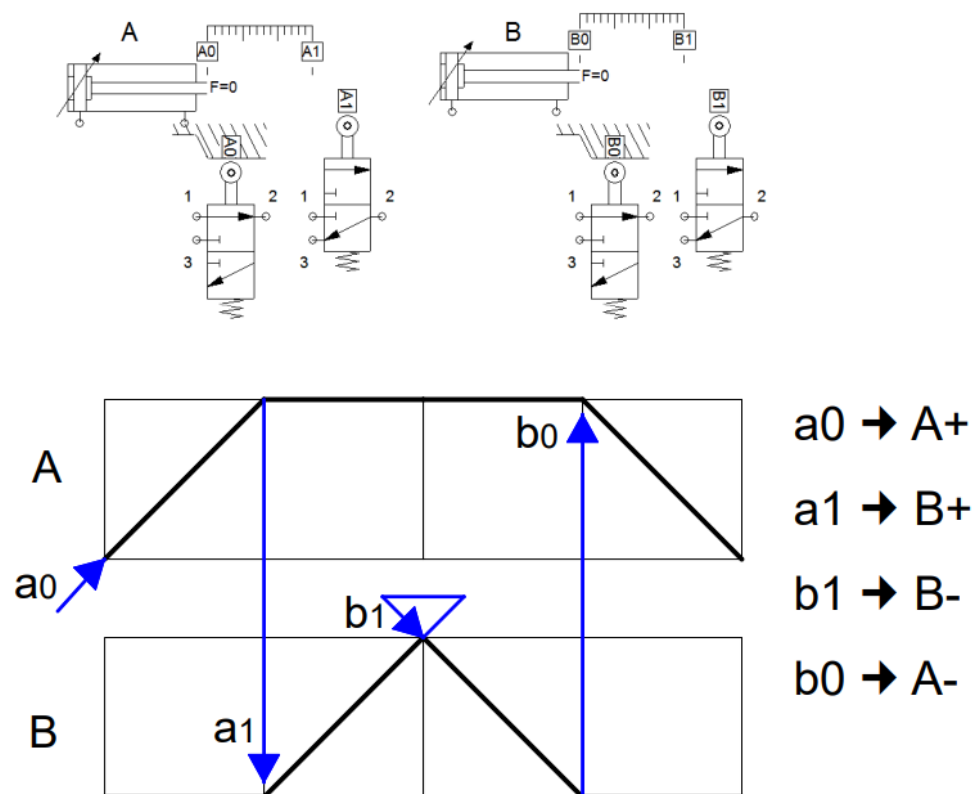 A
A0
A1
F=0
A1
A0
1
2
3
1
2
3
B
B0
B1
F=0
B1
B0
1
2
3
1
2
3
A
a0
b0
b1
B
a1
a0 → A+
a1 → B+
b1 → B-
b0 → A-